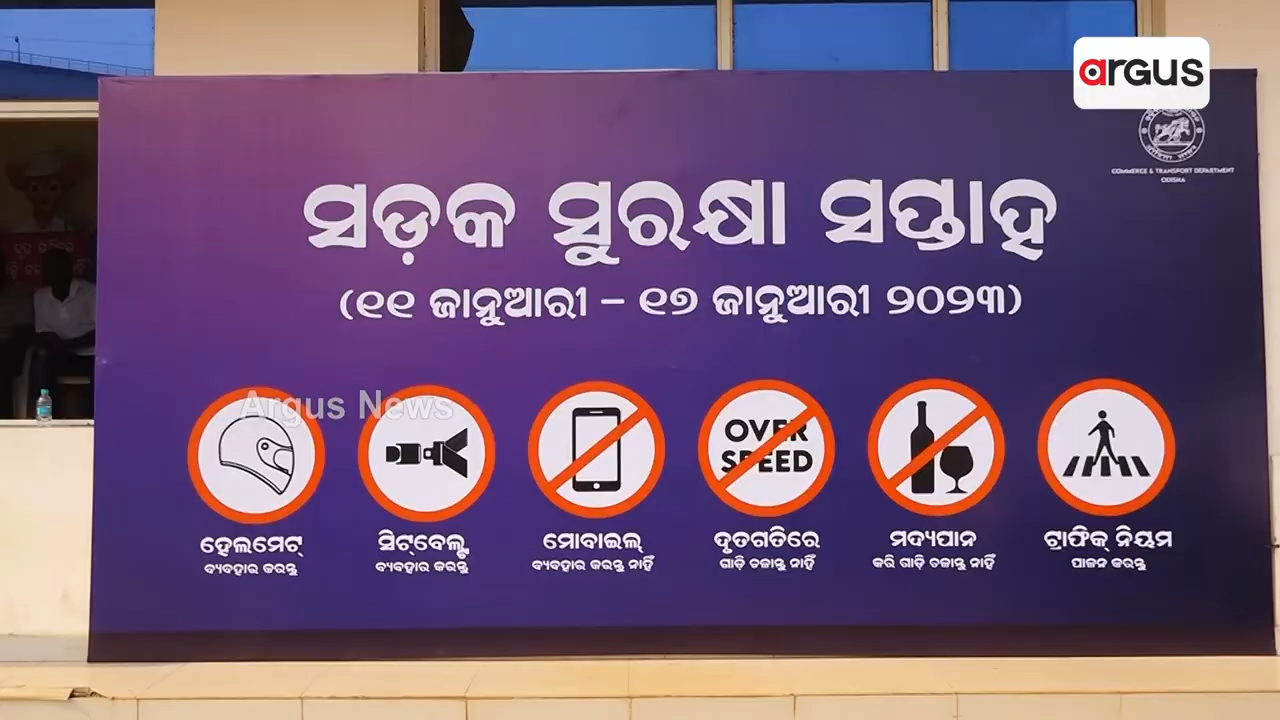 argus
COMMERCE & TRANSPORT DEPARTMENT
ODISHA
ସଡ଼କ ସୁରକ୍ଷା ସପ୍ତାହ
(୧୧ ଜାନୁଆରୀ – ୧୭ ଜାନୁଆରୀ ୨୦୨୩)
Argus News
OVER
SPEED
ହେଲମେଟ୍ ସିଟ୍‌ବେଲ୍ଟ ମୋବାଇଲ୍ ଦୃତଗତିରେ ମଦ୍ୟପାନ ଟ୍ରାଫିକ୍ ନିୟମ
ବ୍ୟବହାର କରନ୍ତୁ ବ୍ୟବହାର କରନ୍ତୁ ବ୍ୟବହାର କରନ୍ତୁ ନାହିଁ ଗାଡ଼ି ଚଳାନ୍ତୁ ନାହିଁ କରି ଗାଡ଼ି ଚଳାନ୍ତୁ ନାହିଁ ପାଳନ କରନ୍ତୁ